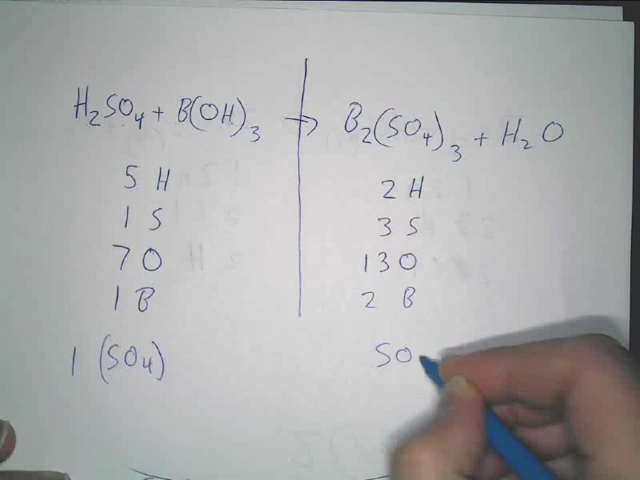 H₂SO₄ + B(OH)₃ → B₂(SO₄)₃ + H₂O
5 H 2 H
1 S 3 S
7 O 13 O
1 B 2 B
1 (SO₄) SO